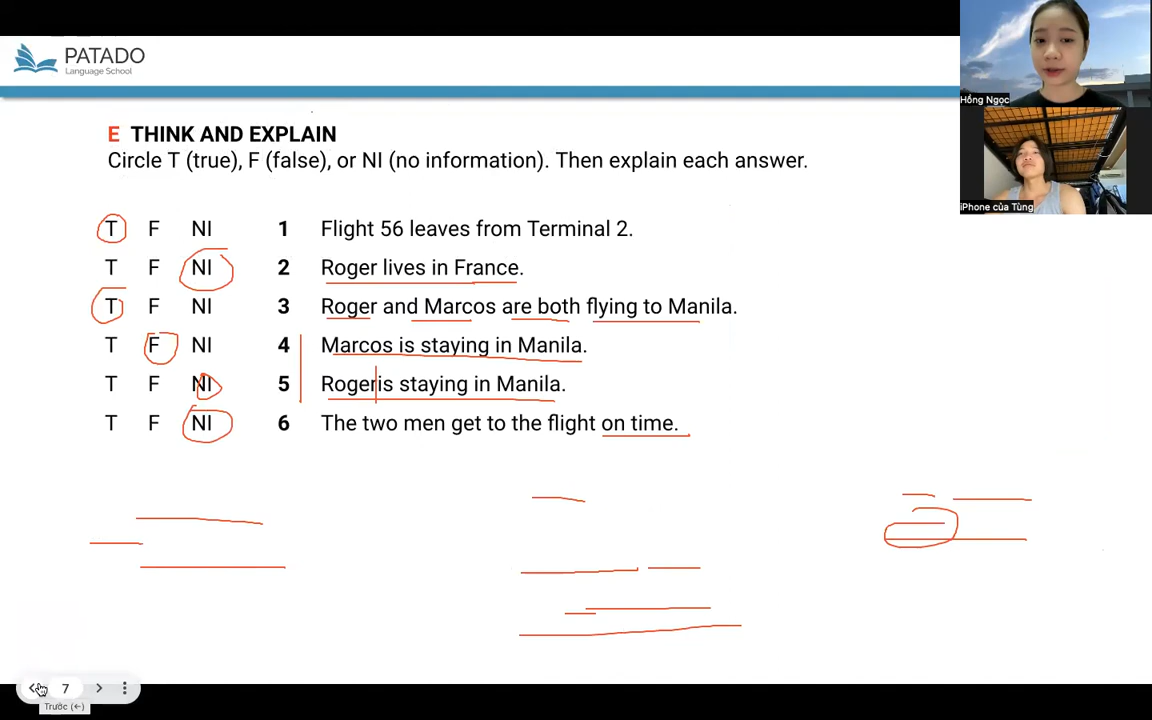 PATADO
Language School
Hồng Ngọc
iPhone của Tùng
E THINK AND EXPLAIN
Circle T (true), F (false), or NI (no information). Then explain each answer.
T F NI 1 Flight 56 leaves from Terminal 2.
T F NI 2 Roger lives in France.
T F NI 3 Roger and Marcos are both flying to Manila.
T F NI 4 Marcos is staying in Manila.
T F NI 5 Roger is staying in Manila.
T F NI 6 The two men get to the flight on time.
7
Trước (←)